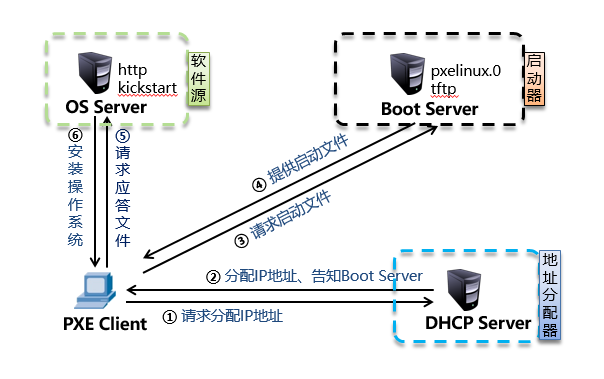 http
kickstart
OS Server
软件源
pxelinux.0
tftp
Boot Server
启动器
⑥安装操作系统
⑤请求应答文件
④ 提供启动文件
③ 请求启动文件
② 分配IP地址、告知Boot Server
① 请求分配IP地址
PXE Client
DHCP Server
地址分配器